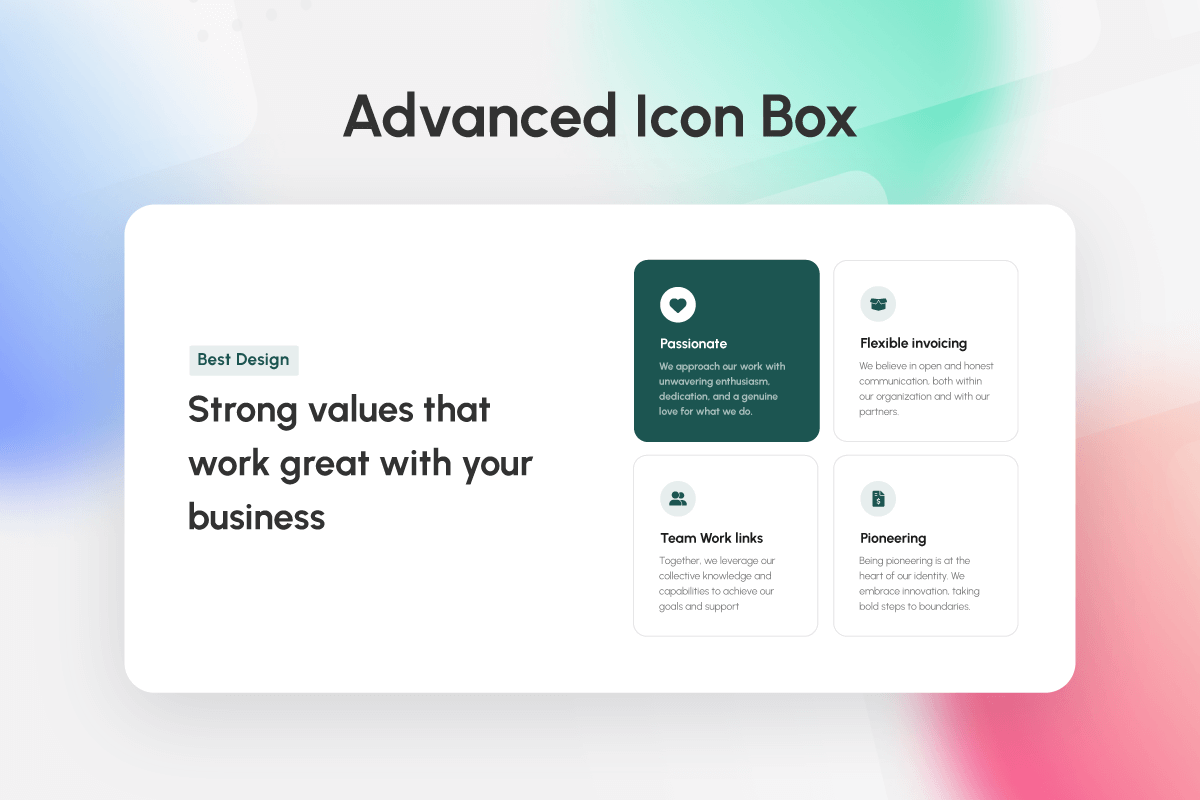 Advanced Icon Box
Best Design
Strong values that
work great with your
business
Passionate
We approach our work with
unwavering enthusiasm,
dedication, and a genuine
love for what we do.
Flexible invoicing
We believe in open and honest
communication, both within
our organization and with our
partners.
Team Work links
Together, we leverage our
collective knowledge and
capabilities to achieve our
goals and support
Pioneering
Being pioneering is at the
heart of our identity. We
embrace innovation, taking
bold steps to boundaries.